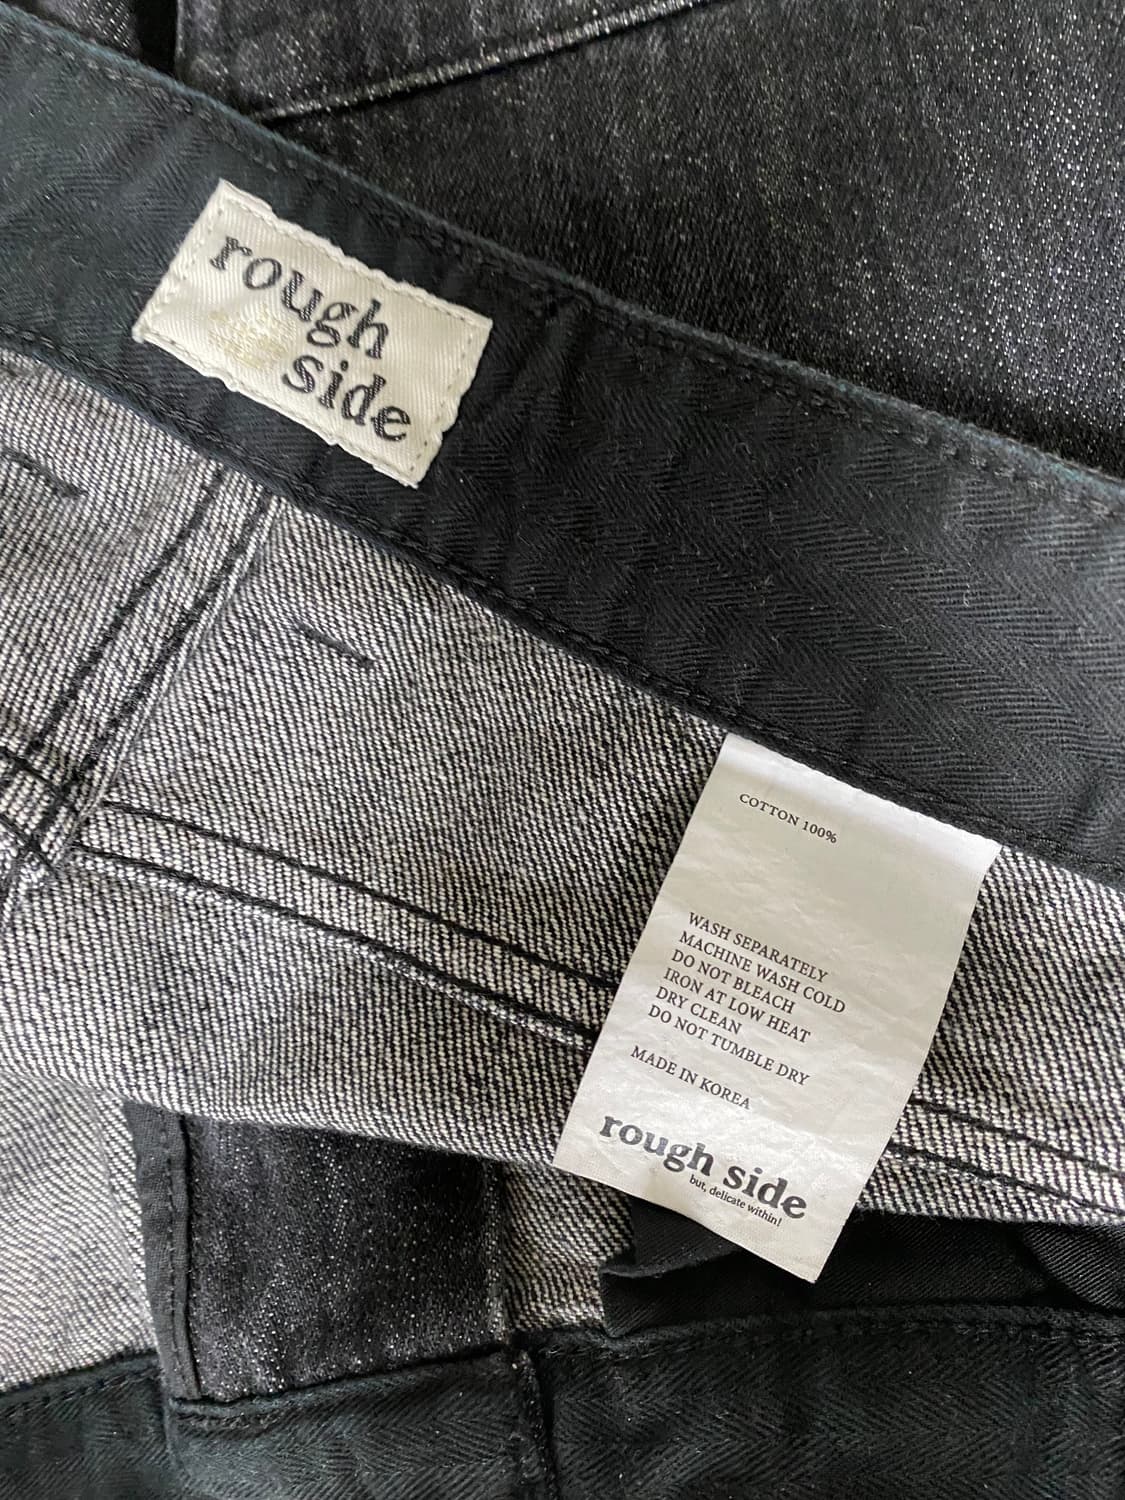 rough
side
COTTON 100%
WASH SEPARATELY
MACHINE WASH COLD
DO NOT BLEACH
IRON AT LOW HEAT
DRY CLEAN
DO NOT TUMBLE DRY
MADE IN KOREA
rough side
but, delicate within!